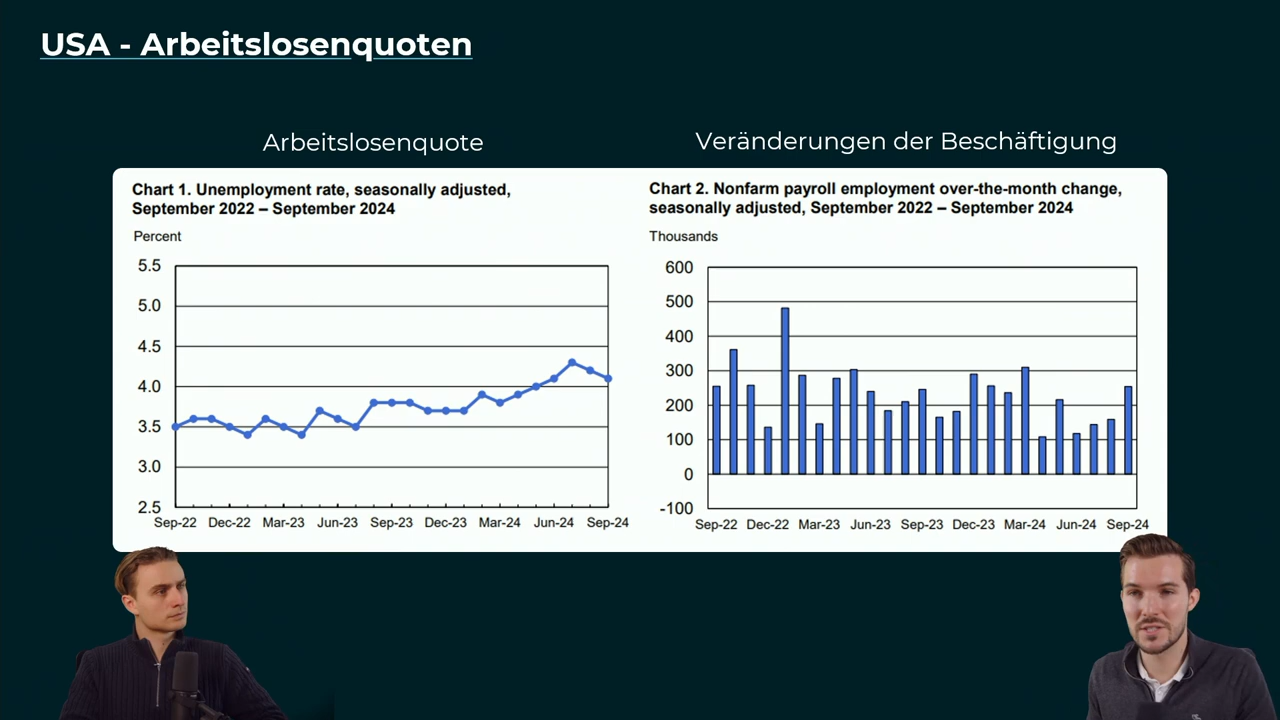 USA - Arbeitslosenquoten
Arbeitslosenquote
Chart 1. Unemployment rate, seasonally adjusted,
September 2022 – September 2024
Percent
5.5
5.0
4.5
4.0
3.5
3.0
2.5
Sep-22 Dec-22 Mar-23 Jun-23 Sep-23 Dec-23 Mar-24 Jun-24 Sep-24
Veränderungen der Beschäftigung
Chart 2. Nonfarm payroll employment over-the-month change,
seasonally adjusted, September 2022 – September 2024
Thousands
600
500
400
300
200
100
0
-100
Sep-22 Dec-22 Mar-23 Jun-23 Sep-23 Dec-23 Mar-24 Jun-24 Sep-24